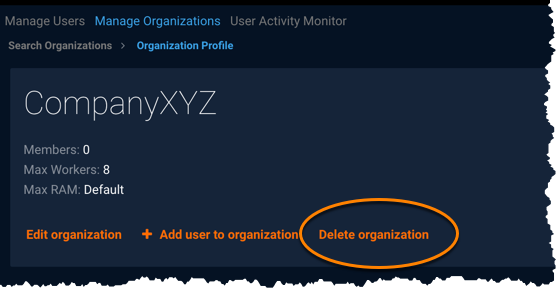 Manage Users Manage Organizations User Activity Monitor
Search Organizations > Organization Profile
CompanyXYZ
Members: 0
Max Workers: 8
Max RAM: Default
Edit organization + Add user to organization Delete organization